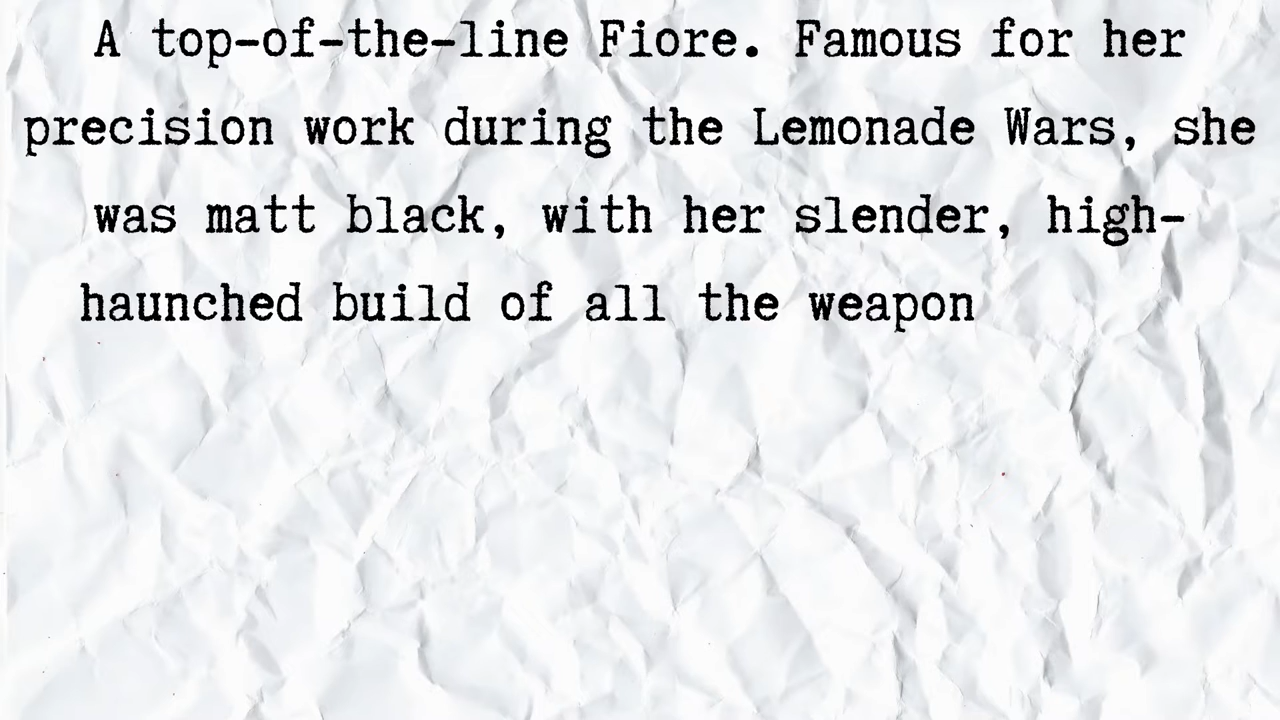 A top-of-the-line Fiore. Famous for her
precision work during the Lemonade Wars, she
was matt black, with her slender, high-
haunched build of all the weapon